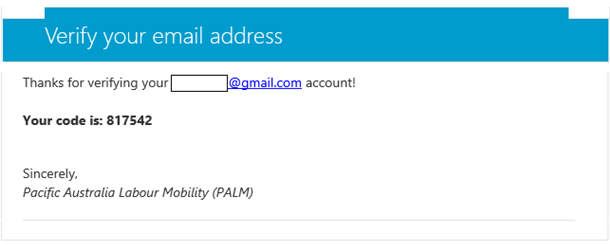 Verify your email address
Thanks for verifying your @gmail.com account!
Your code is: 817542
Sincerely,
Pacific Australia Labour Mobility (PALM)